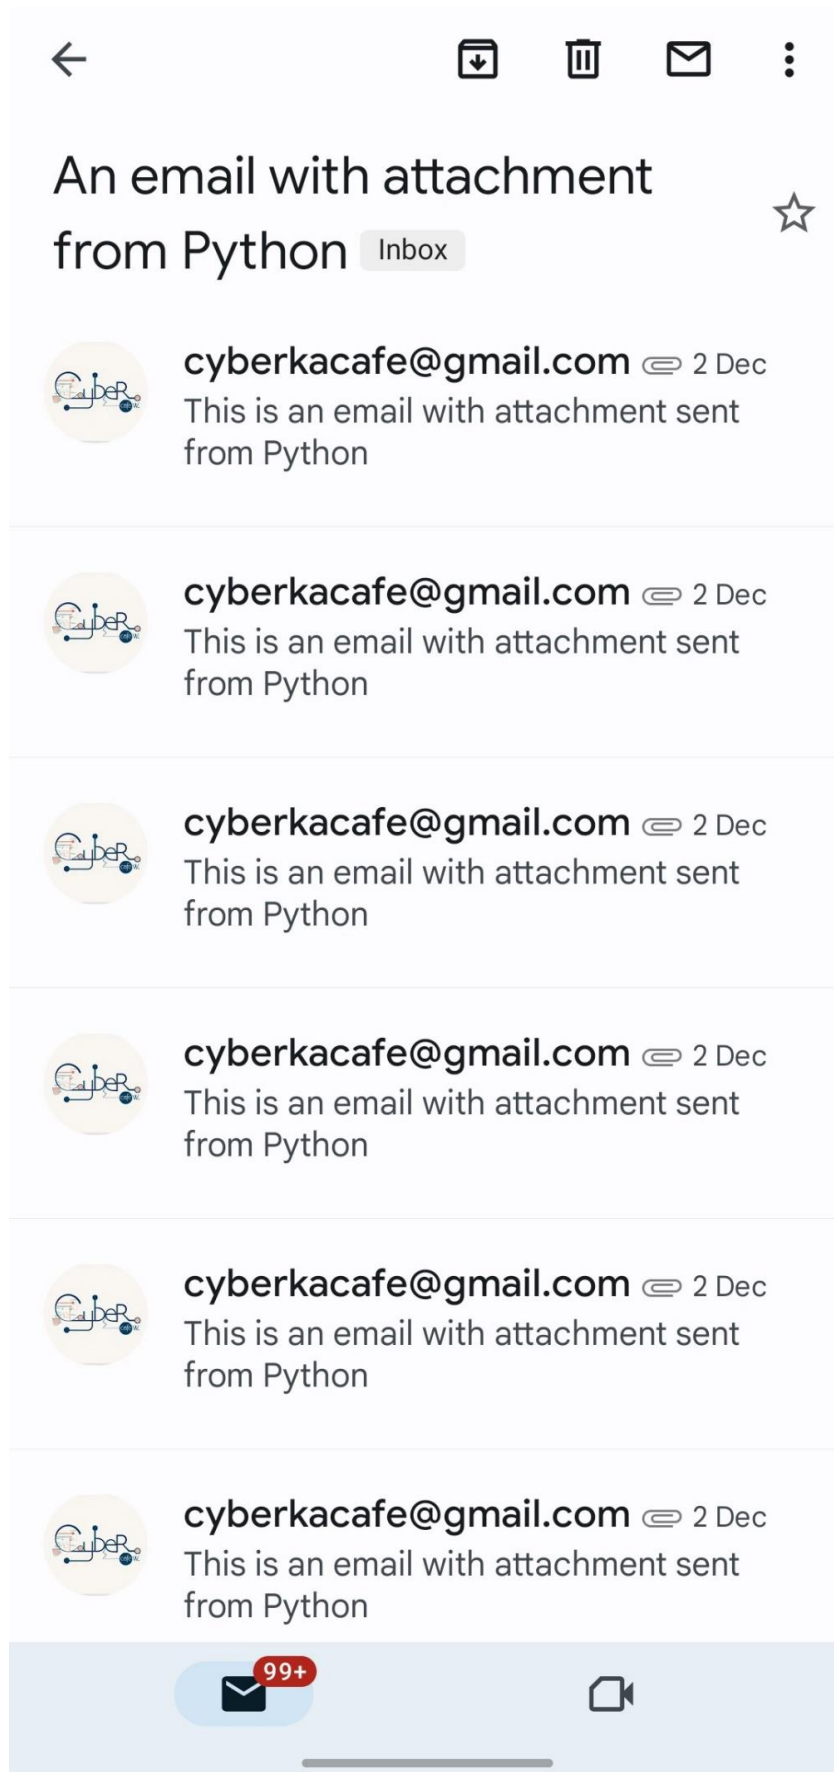 An email with attachment
from Python Inbox
cyberkacafe@gmail.com 2 Dec
This is an email with attachment sent
from Python
cyberkacafe@gmail.com 2 Dec
This is an email with attachment sent
from Python
cyberkacafe@gmail.com 2 Dec
This is an email with attachment sent
from Python
cyberkacafe@gmail.com 2 Dec
This is an email with attachment sent
from Python
cyberkacafe@gmail.com 2 Dec
This is an email with attachment sent
from Python
cyberkacafe@gmail.com 2 Dec
This is an email with attachment sent
from Python
99+